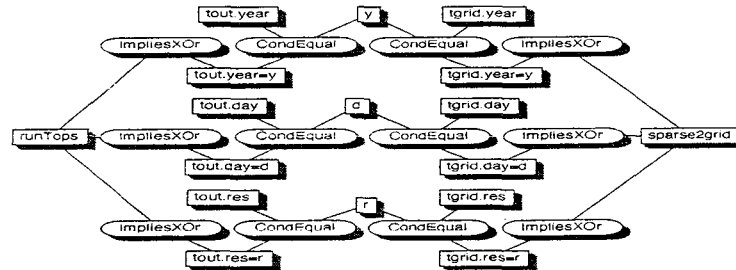 tout.year y tgrid.year
ImpliesXOr CondEqual CondEqual ImpliesXOr
tout.year=y tgrid.year=y
tout.day d tgrid.day
runTops ImpliesXOr CondEqual CondEqual ImpliesXOr sparse2grid
tout.day=d tgrid.day=d
tout.res r tgrid.res
ImpliesXOr CondEqual CondEqual ImpliesXOr
tout.res=r tgrid.res=r